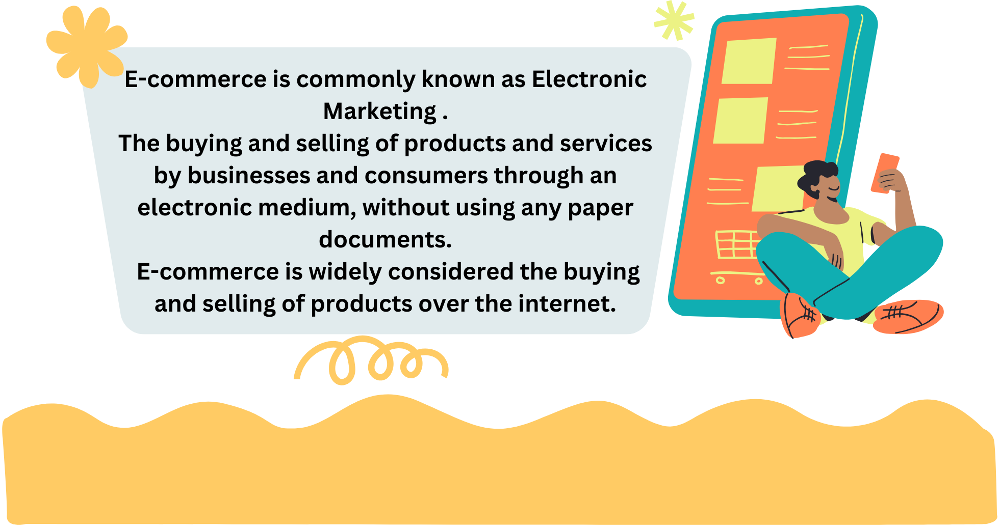 E-commerce is commonly known as Electronic
Marketing .
The buying and selling of products and services
by businesses and consumers through an
electronic medium, without using any paper
documents.
E-commerce is widely considered the buying
and selling of products over the internet.